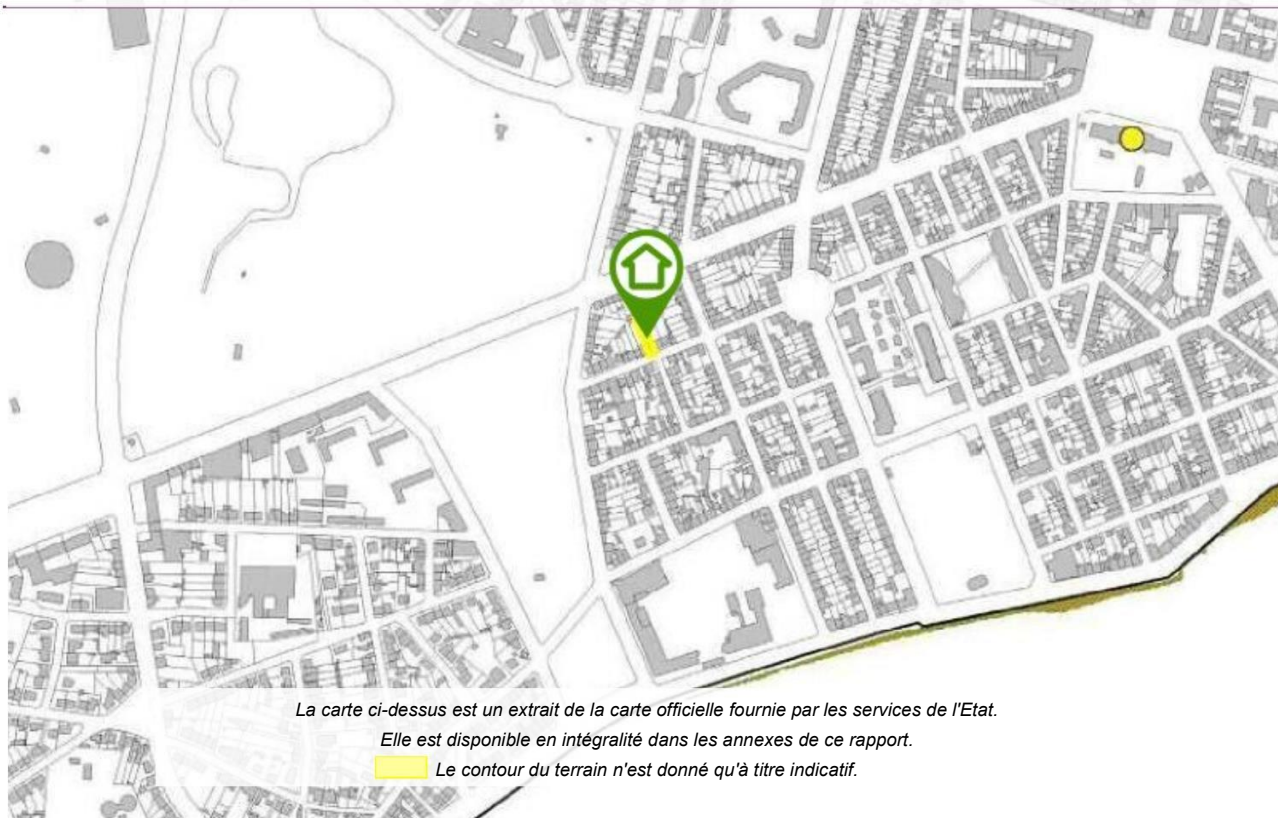 La carte ci-dessus est un extrait de la carte officielle fournie par les services de l'Etat.
Elle est disponible en intégralité dans les annexes de ce rapport.
Le contour du terrain n'est donné qu'à titre indicatif.